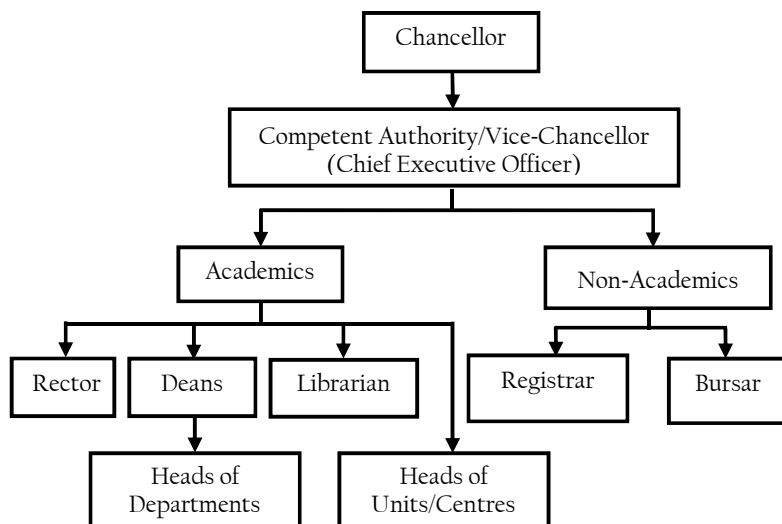 Chancellor
Competent Authority/Vice-Chancellor
(Chief Executive Officer)
Academics
Non-Academics
Rector
Deans
Librarian
Registrar
Bursar
Heads of
Departments
Heads of
Units/Centres